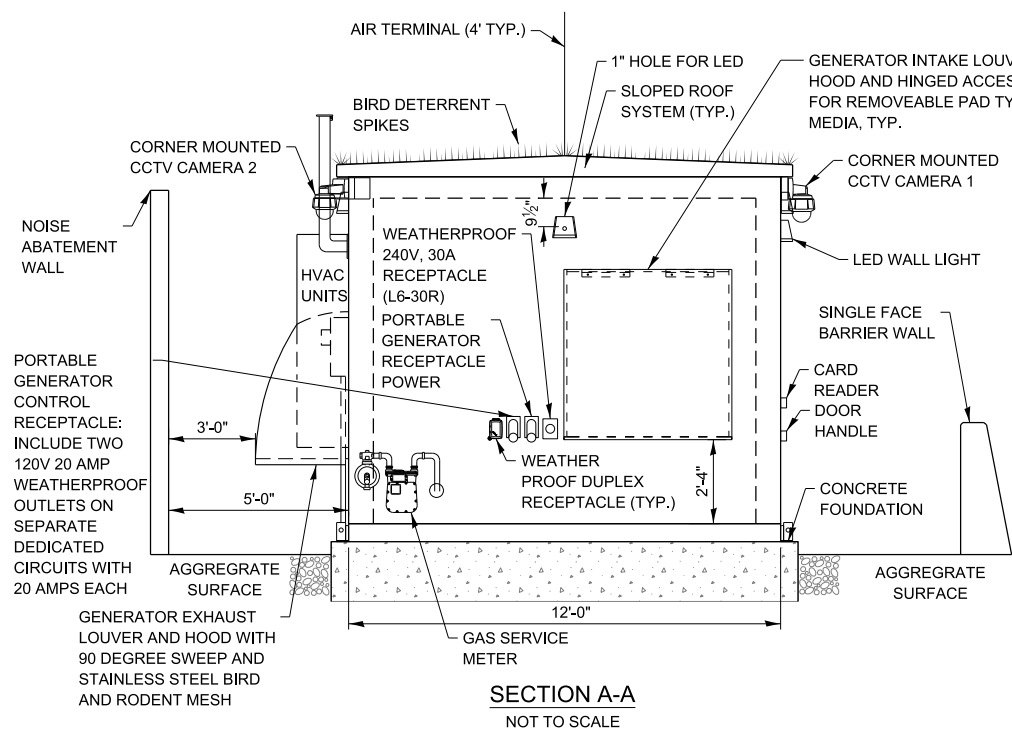 AIR TERMINAL (4' TYP.)
1" HOLE FOR LED
SLOPED ROOF
SYSTEM (TYP.)
GENERATOR INTAKE
HOOD AND HINGED
FOR REMOVEABLE PAD
MEDIA, TYP.
BIRD DETERRENT
SPIKES
CORNER MOUNTED
CCTV CAMERA 2
CORNER MOUNTED
CCTV CAMERA 1
NOISE
ABATEMENT
WALL
9½"
WEATHERPROOF
240V, 30A
RECEPTACLE
(L6-30R)
LED WALL LIGHT
HVAC
UNITS
PORTABLE
GENERATOR
RECEPTACLE
POWER
SINGLE FACE
BARRIER WALL
PORTABLE
GENERATOR
CONTROL
RECEPTACLE:
INCLUDE TWO
120V 20 AMP
WEATHERPROOF
OUTLETS ON
SEPARATE
DEDICATED
CIRCUITS WITH
20 AMPS EACH
CARD
READER
DOOR
HANDLE
3'-0"
5'-0"
WEATHER
PROOF DUPLEX
RECEPTACLE (TYP.)
2'-4"
CONCRETE
FOUNDATION
AGGREGRATE
SURFACE
AGGREGRATE
SURFACE
12'-0"
GENERATOR EXHAUST
LOUVER AND HOOD WITH
90 DEGREE SWEEP AND
STAINLESS STEEL BIRD
AND RODENT MESH
GAS SERVICE
METER
SECTION A-A
NOT TO SCALE